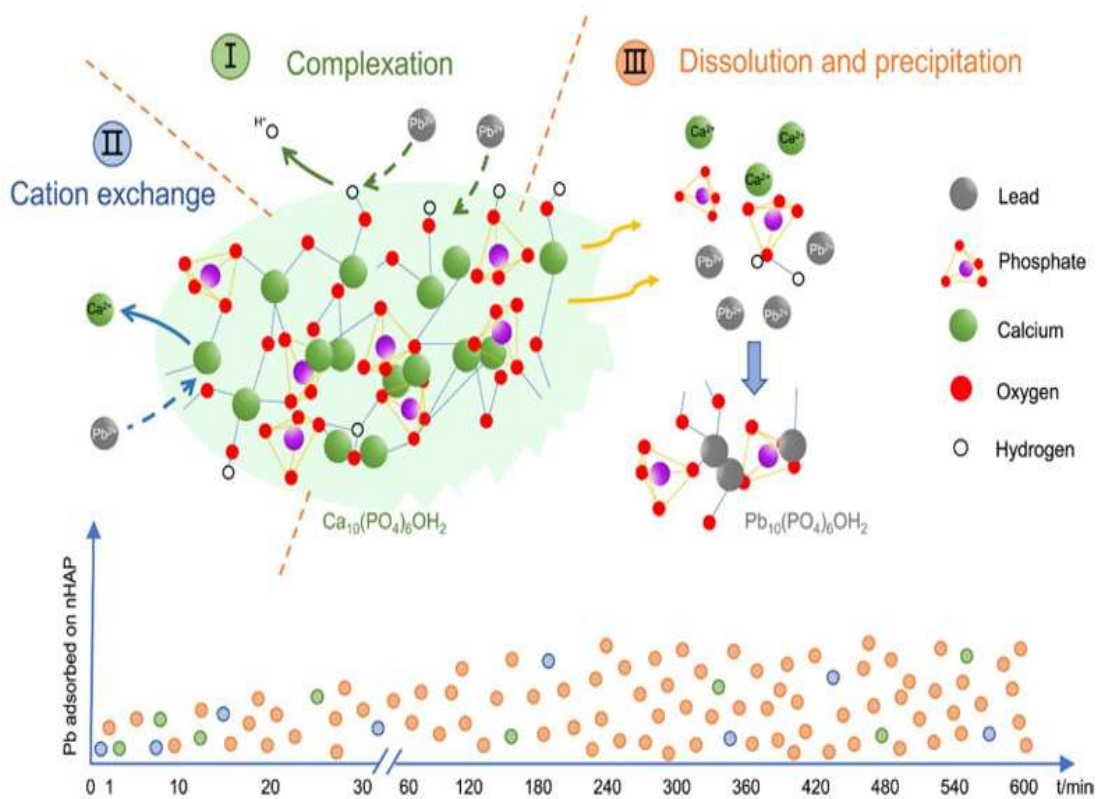 I Complexation
III Dissolution and precipitation
II
Cation exchange
H⁺
Pb²⁺
Pb²⁺
Ca²⁺
Ca²⁺
Ca²⁺
Pb²⁺
Pb²⁺
Pb²⁺
Pb²⁺
Ca²⁺
Pb²⁺
Lead
Phosphate
Calcium
Oxygen
Hydrogen
Ca₁₀(PO₄)₆OH₂
Pb₁₀(PO₄)₆OH₂
Pb adsorbed on nHAP
0 1 10 20 30 60 120 180 240 300 360 420 480 540 600 t/min